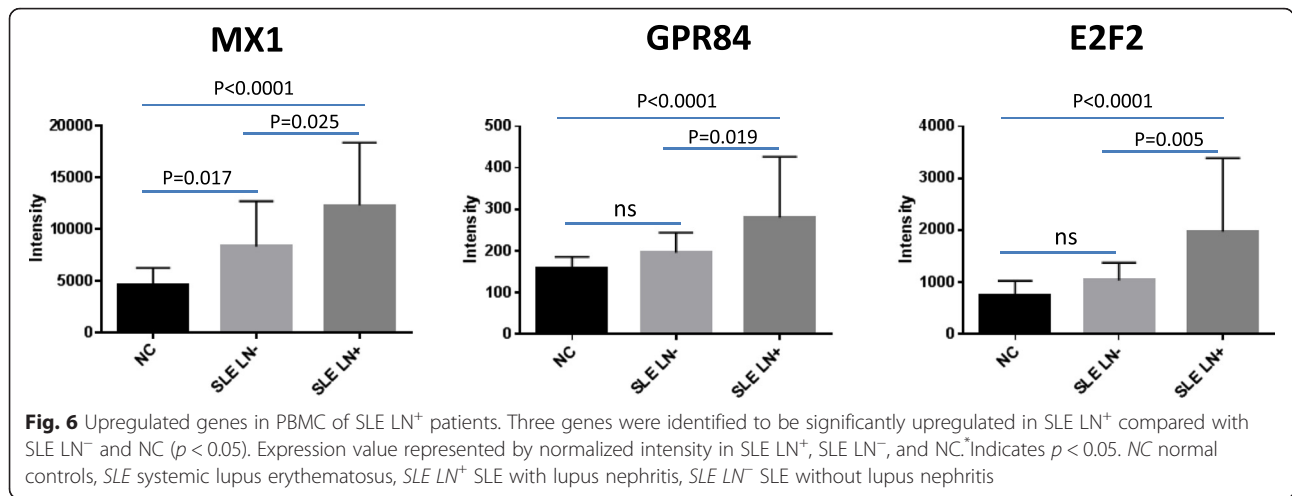 MX1
P<0.0001
P=0.025
P=0.017
Intensity
20000
15000
10000
5000
0
NC
SLE LN-
SLE LN+
GPR84
P<0.0001
P=0.019
ns
Intensity
500
400
300
200
100
0
NC
SLE LN-
SLE LN+
E2F2
P<0.0001
P=0.005
ns
Intensity
4000
3000
2000
1000
0
NC
SLE LN-
SLE LN+
Fig. 6 Upregulated genes in PBMC of SLE LN⁺ patients. Three genes were identified to be significantly upregulated in SLE LN⁺ compared with
SLE LN⁻ and NC (p < 0.05). Expression value represented by normalized intensity in SLE LN⁺, SLE LN⁻, and NC.*Indicates p < 0.05. NC normal
controls, SLE systemic lupus erythematosus, SLE LN⁺ SLE with lupus nephritis, SLE LN⁻ SLE without lupus nephritis